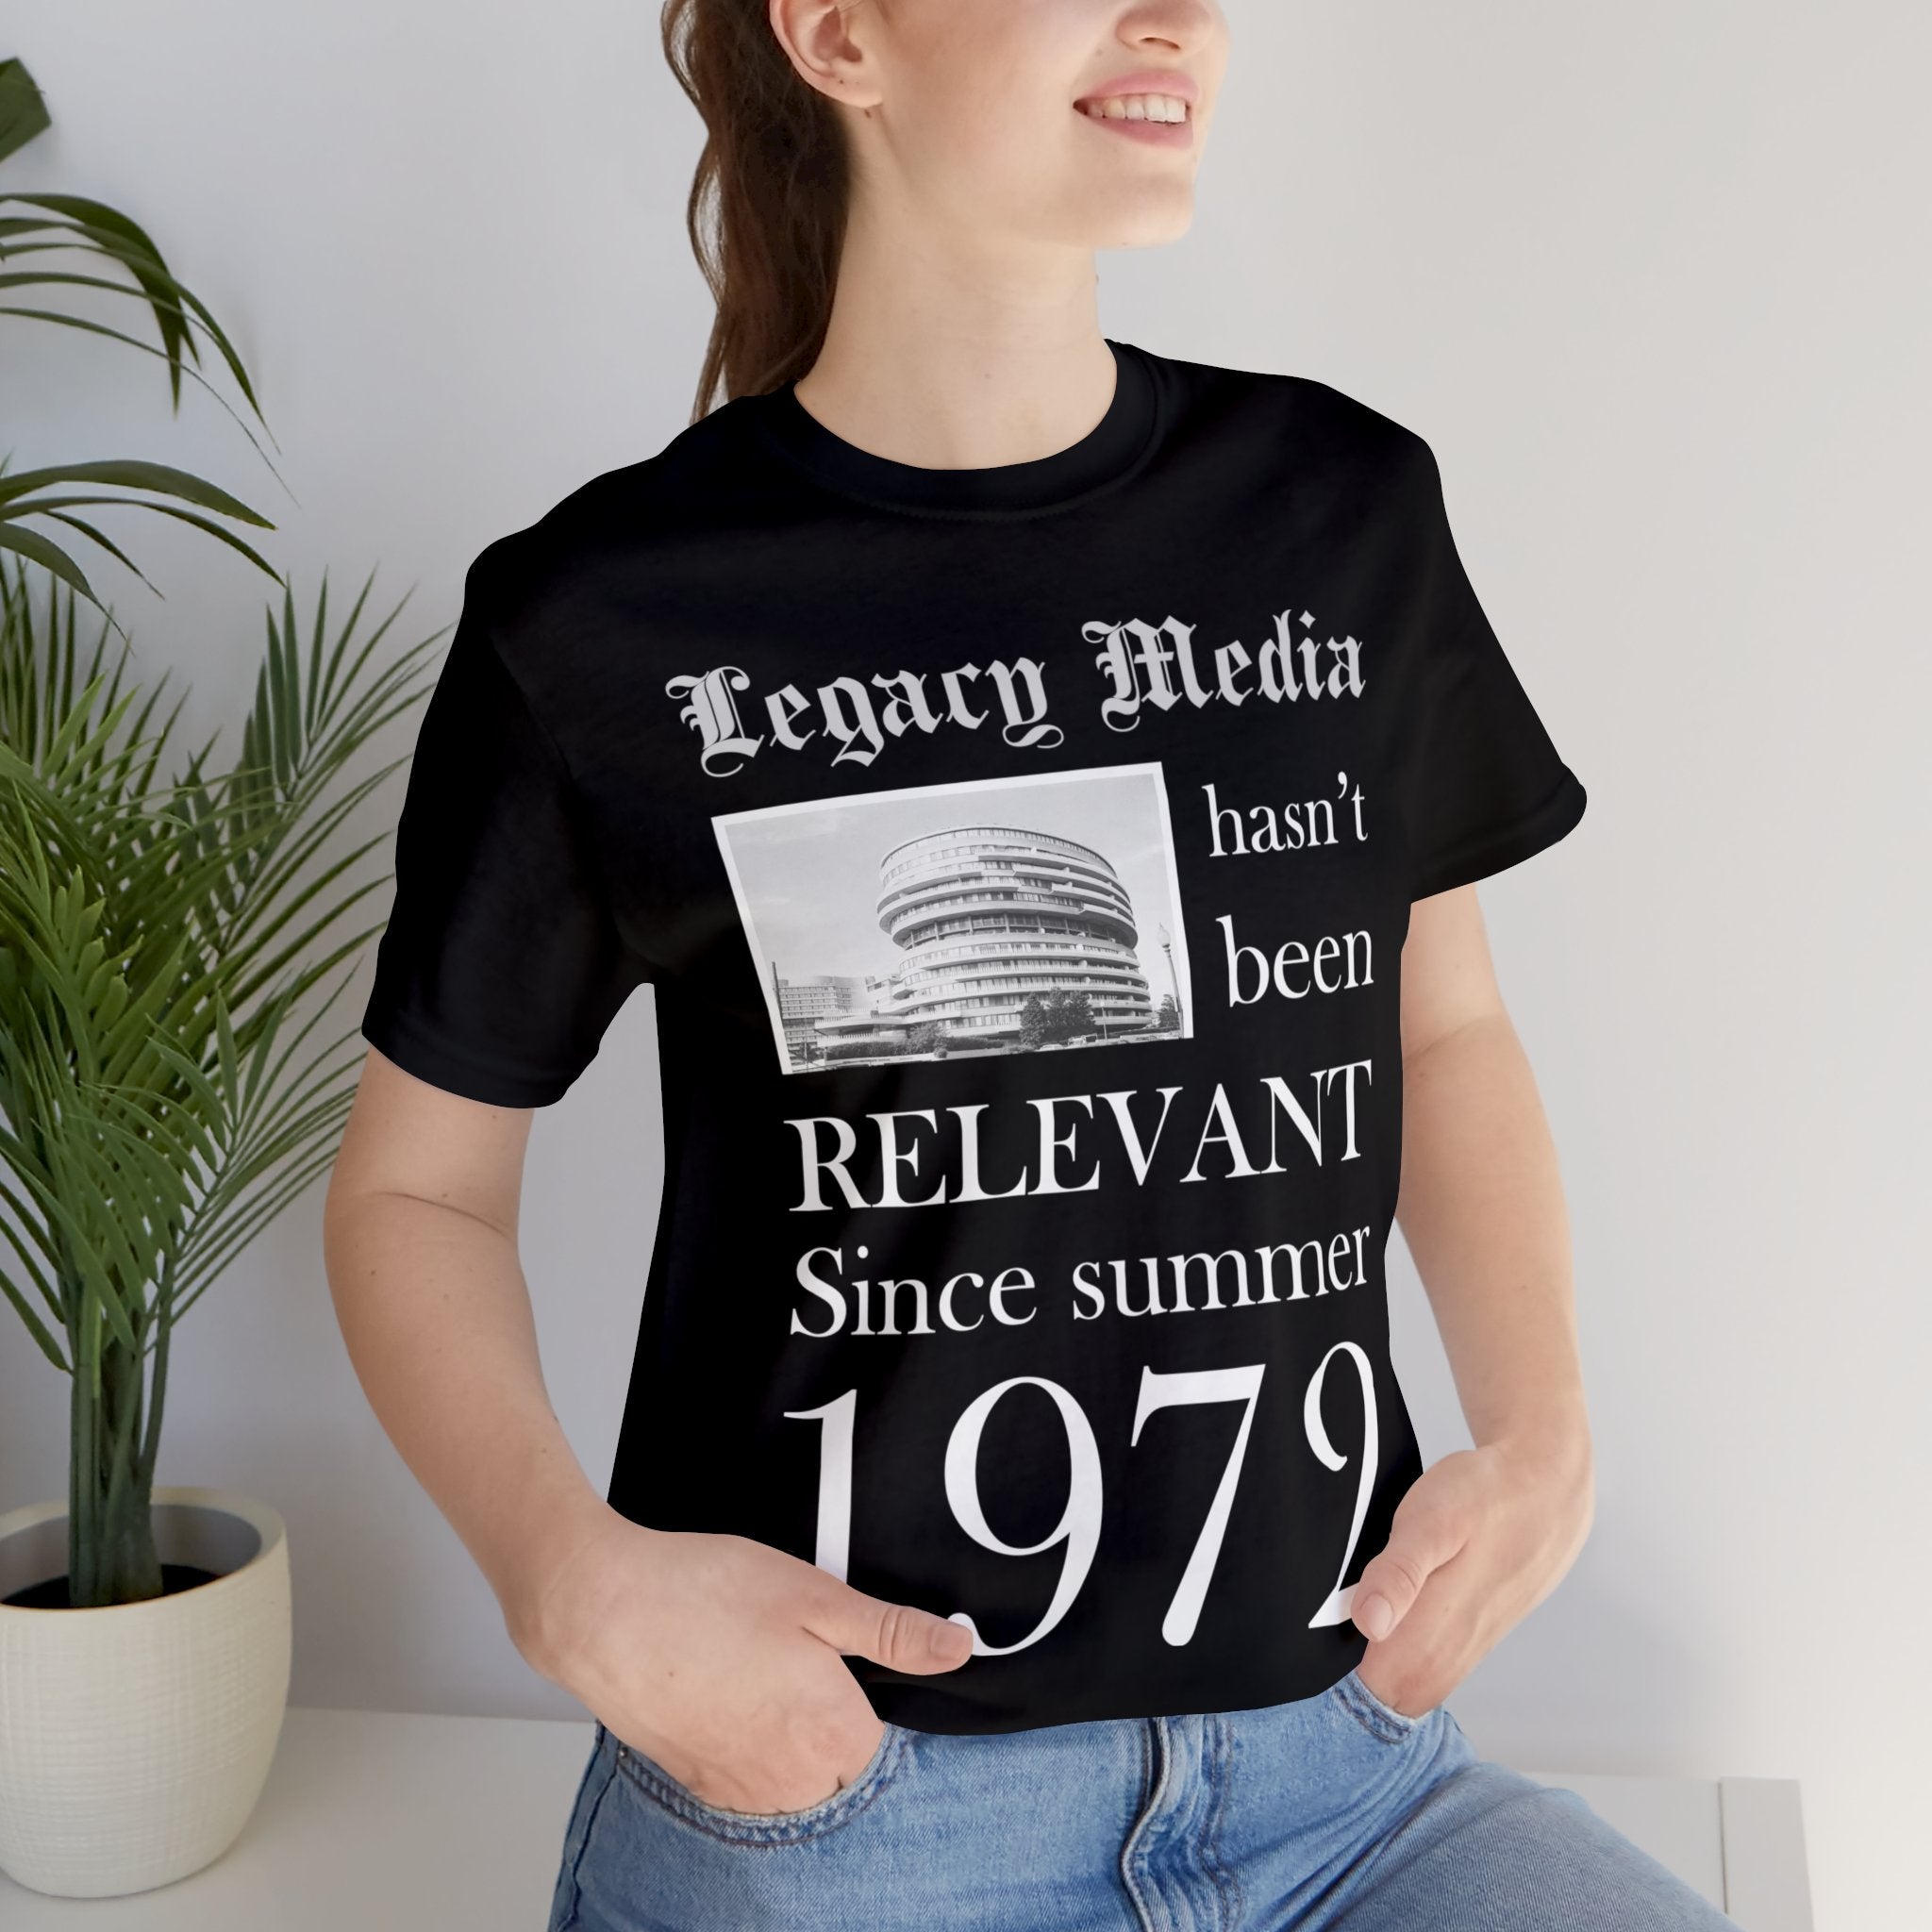 Legacy Media
hasn't
been
RELEVANT
Since summer
1972